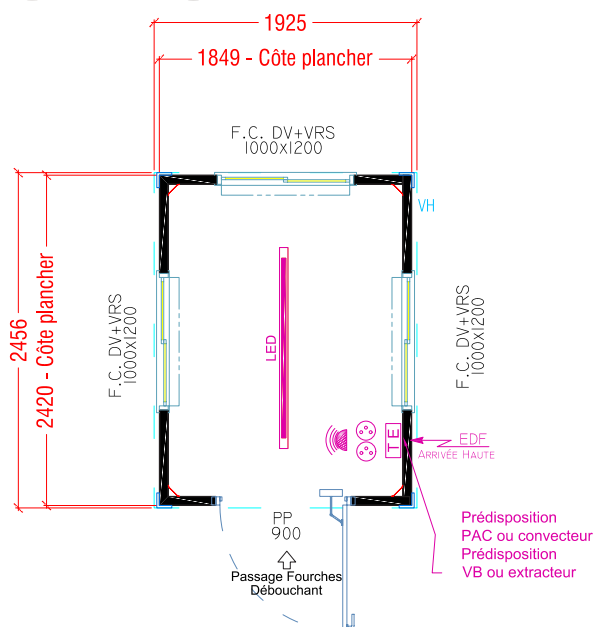 1925
1849 - Côte plancher
F.C. DV+VRS
1000x1200
VH
2456
2420 - Côte plancher
F.C. DV+VRS
1000x1200
LED
F.C. DV+VRS
1000x1200
TE
EDF
ARRIVÉE HAUTE
PP
900
Passage Fourches
Débouchant
Prédisposition
PAC ou convecteur
Prédisposition
VB ou extracteur